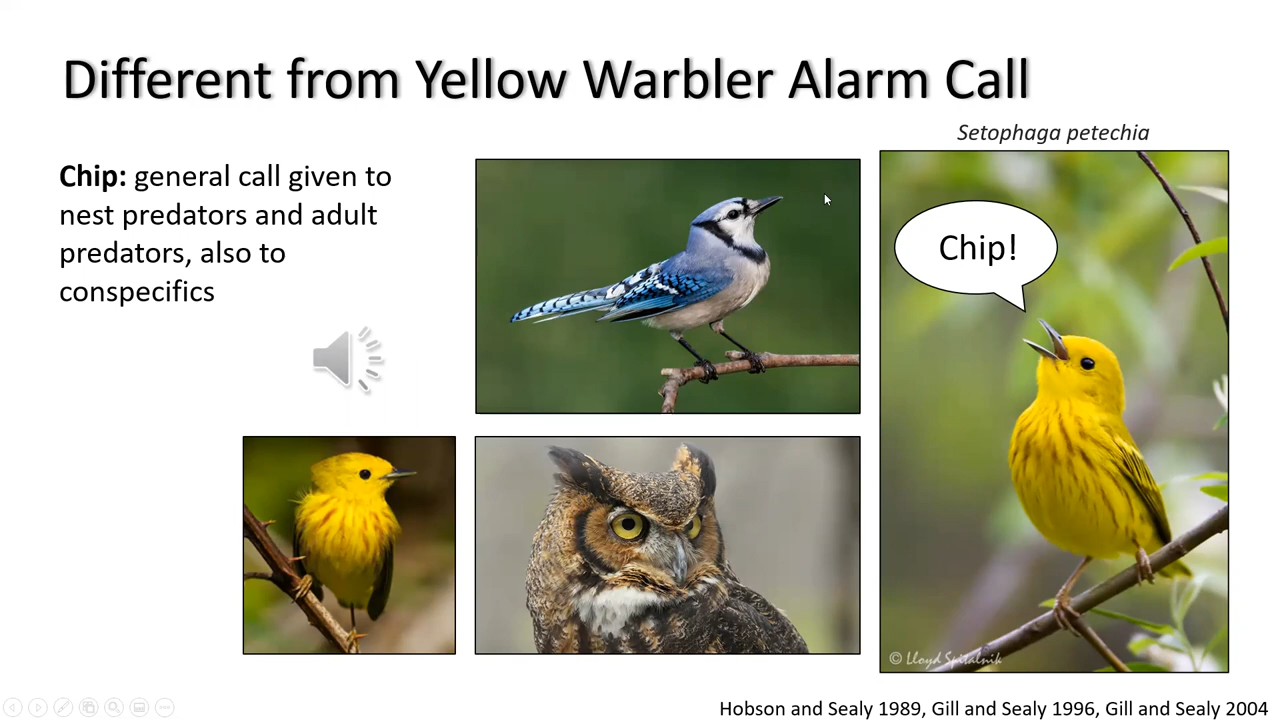 Different from Yellow Warbler Alarm Call
Setophaga petechia
Chip: general call given to
nest predators and adult
predators, also to
conspecifics
Chip!
© Lloyd Spitalnik
Hobson and Sealy 1989, Gill and Sealy 1996, Gill and Sealy 2004